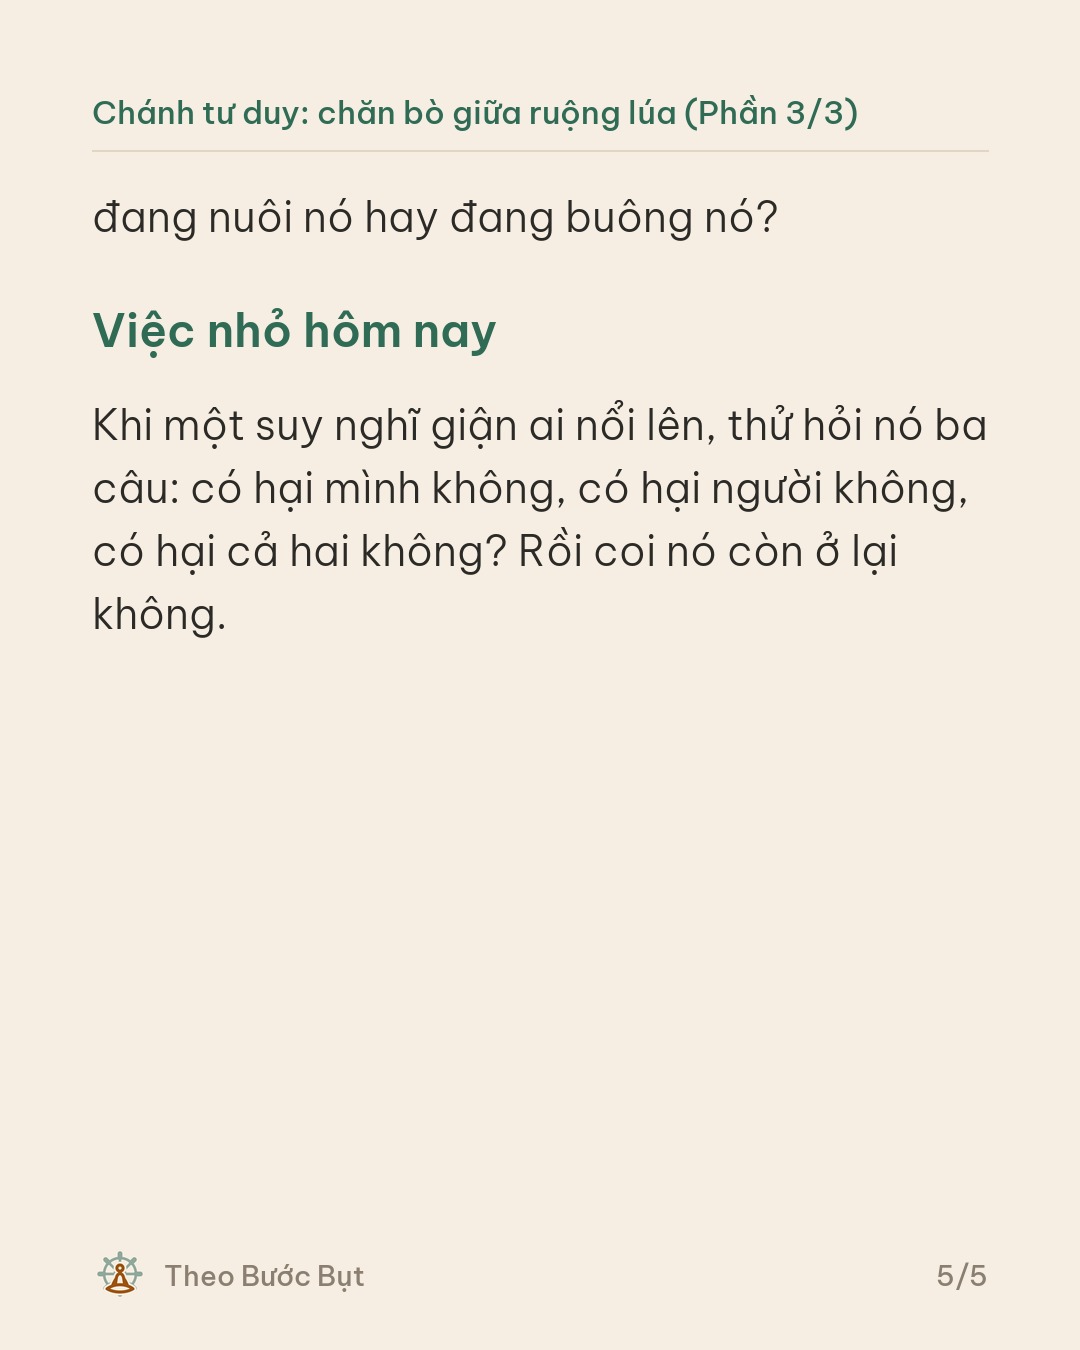 Chánh tư duy: chăn bò giữa ruộng lúa (Phần 3/3)
đang nuôi nó hay đang buông nó?
Việc nhỏ hôm nay
Khi một suy nghĩ giận ai nổi lên, thử hỏi nó ba
câu: có hại mình không, có hại người không,
có hại cả hai không? Rồi coi nó còn ở lại
không.
Theo Bước Bụt
5/5